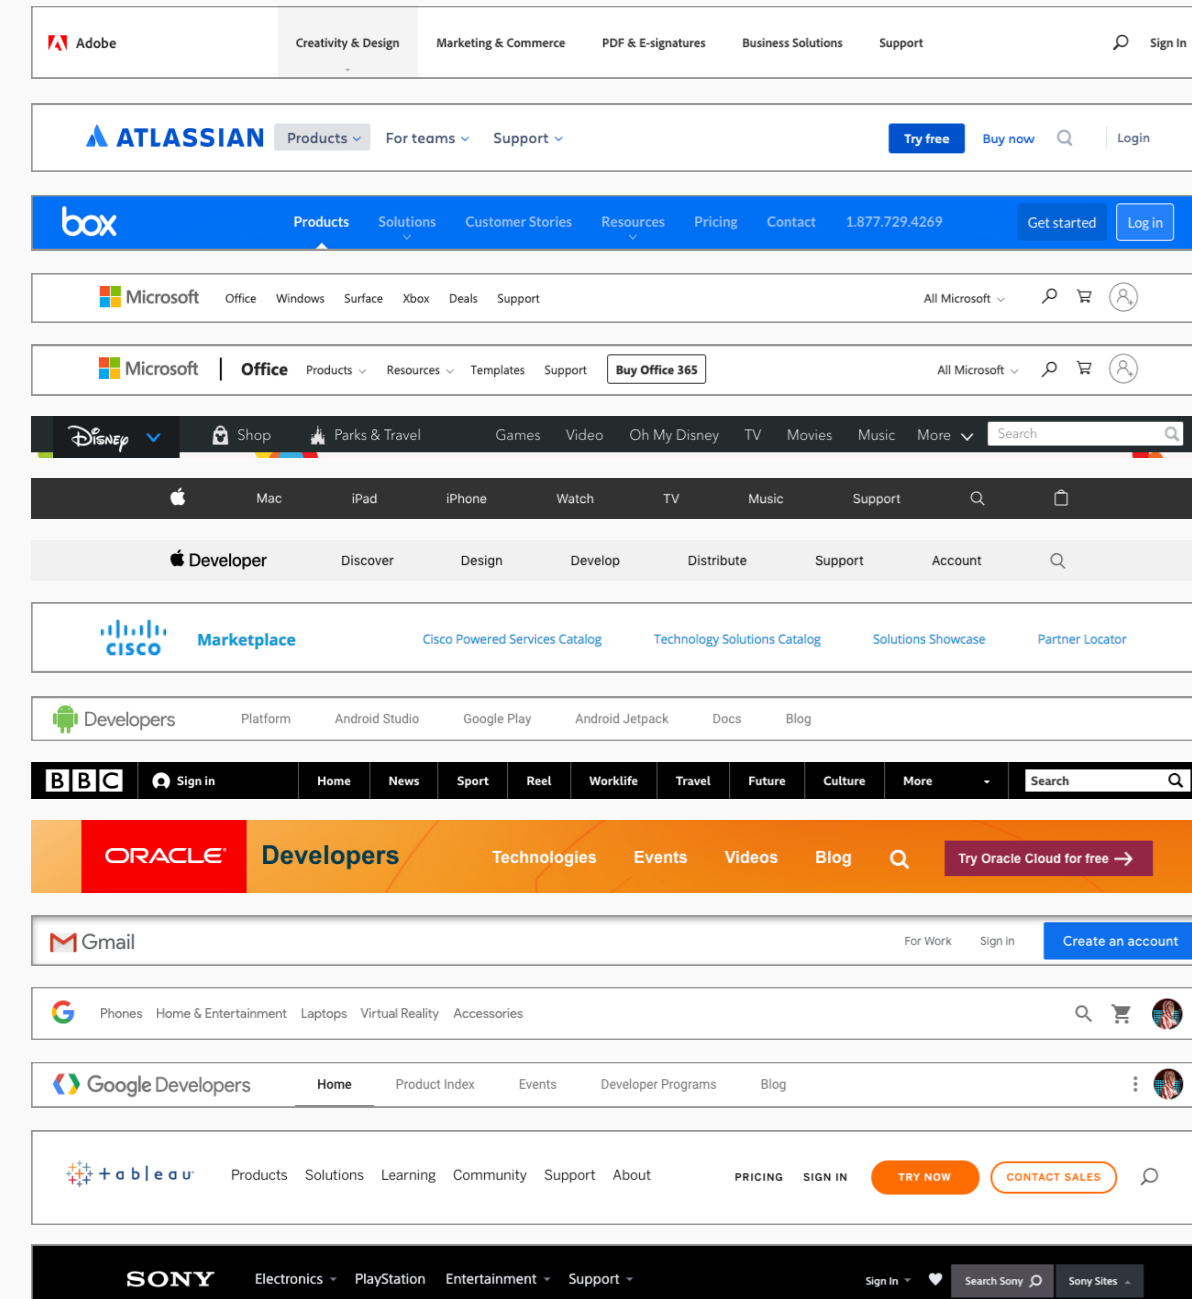 Adobe Creativity & Design Marketing & Commerce PDF & E-signatures Business Solutions Support Sign In
ATLASSIAN Products For teams Support Try free Buy now Login
box Products Solutions Customer Stories Resources Pricing Contact 1.877.729.4269 Get started Log in
Microsoft Office Windows Surface Xbox Deals Support All Microsoft
Microsoft Office Products Resources Templates Support Buy Office 365 All Microsoft
Disney Shop Parks & Travel Games Video Oh My Disney TV Movies Music More Search
Mac iPad iPhone Watch TV Music Support
Developer Discover Design Develop Distribute Support Account
CISCO Marketplace Cisco Powered Services Catalog Technology Solutions Catalog Solutions Showcase Partner Locator
Developers Platform Android Studio Google Play Android Jetpack Docs Blog
BBC Sign in Home News Sport Reel Worklife Travel Future Culture More Search
ORACLE Developers Technologies Events Videos Blog Try Oracle Cloud for free
Gmail For Work Sign in Create an account
G Phones Home & Entertainment Laptops Virtual Reality Accessories
Google Developers Home Product Index Events Developer Programs Blog
tableau Products Solutions Learning Community Support About PRICING SIGN IN TRY NOW CONTACT SALES
SONY Electronics PlayStation Entertainment Support Sign In Search Sony Sony Sites